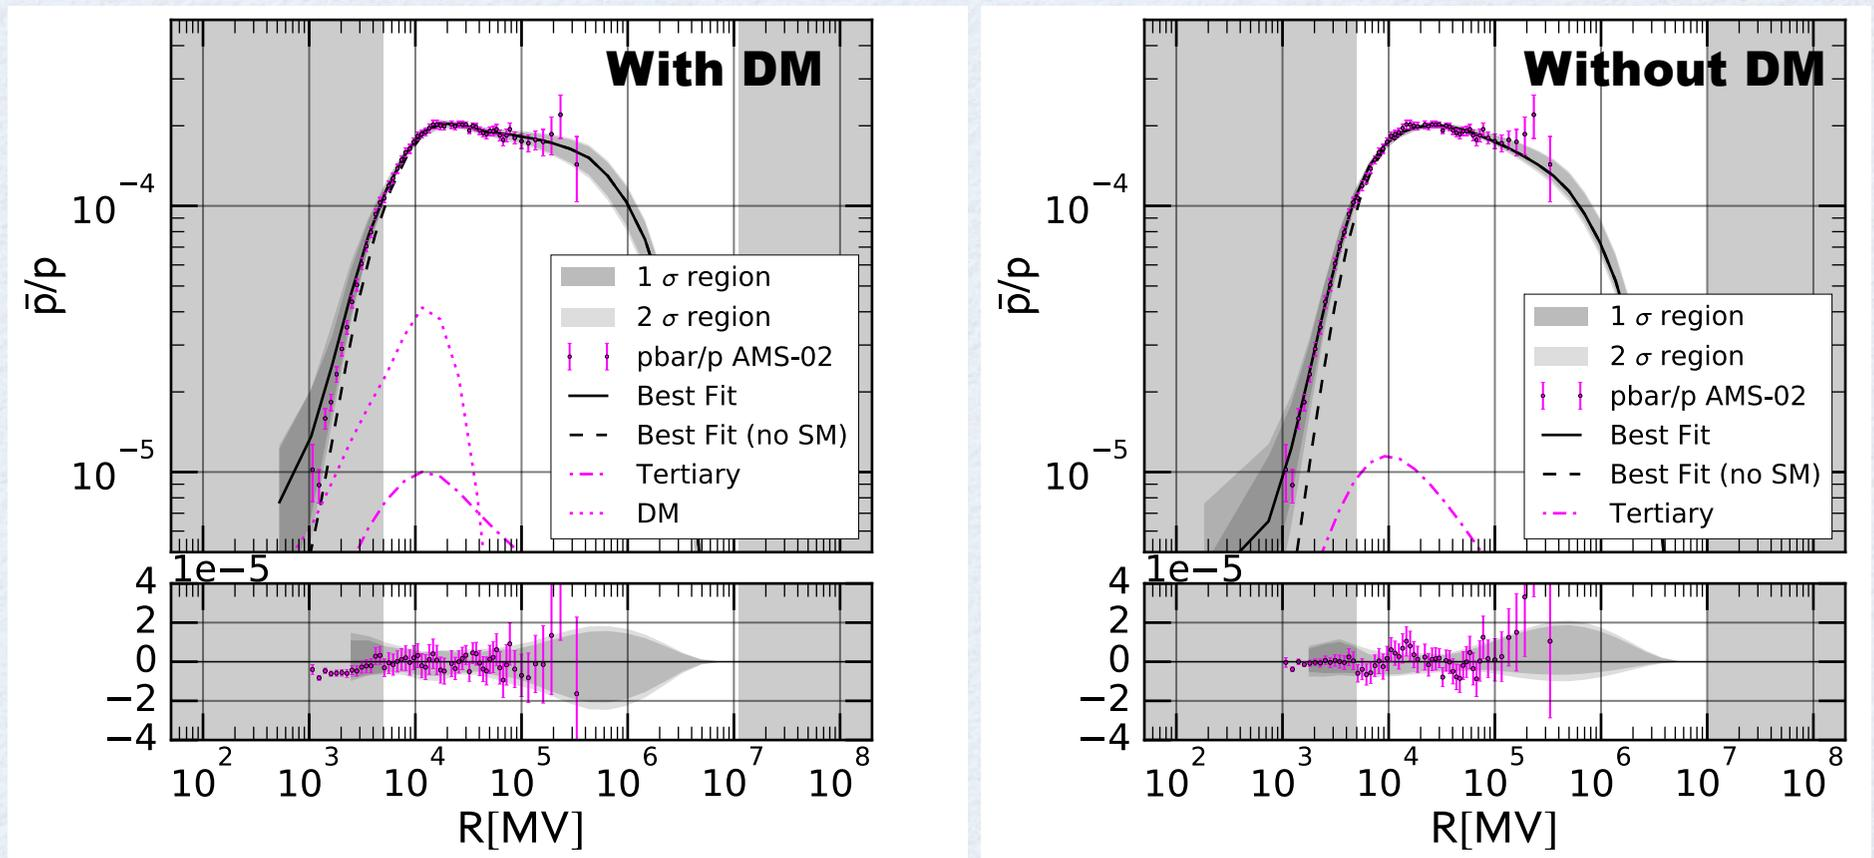 With DM
10−4
p̄/p
1 σ region
2 σ region
pbar/p AMS-02
Best Fit
Best Fit (no SM)
Tertiary
DM
10−5
1e−5
4
2
0
−2
−4
10^2 10^3 10^4 10^5 10^6 10^7 10^8
R[MV]
Without DM
10−4
p̄/p
1 σ region
2 σ region
pbar/p AMS-02
Best Fit
Best Fit (no SM)
Tertiary
10−5
1e−5
4
2
0
−2
−4
10^2 10^3 10^4 10^5 10^6 10^7 10^8
R[MV]